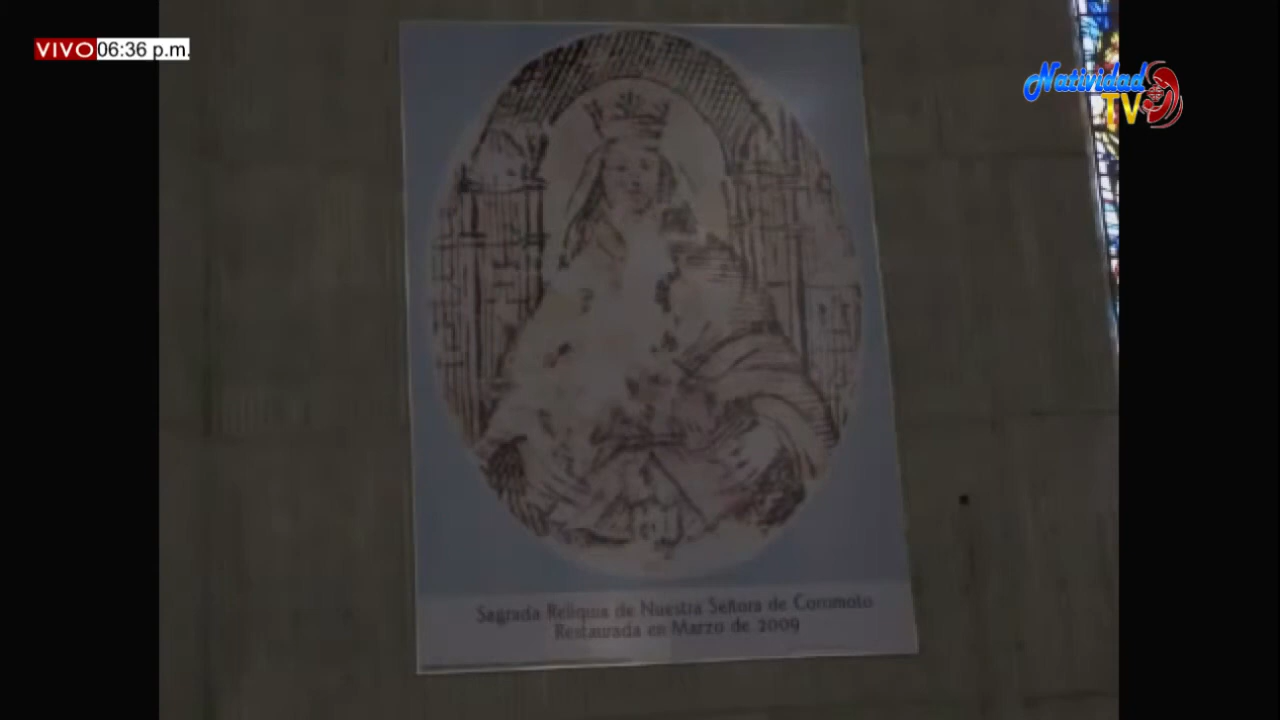 VIVO 06:36 p.m.
Natividad
TV
Sagrada Reliquia de Nuestra Señora de Coromoto
Restaurada en Marzo de 2009